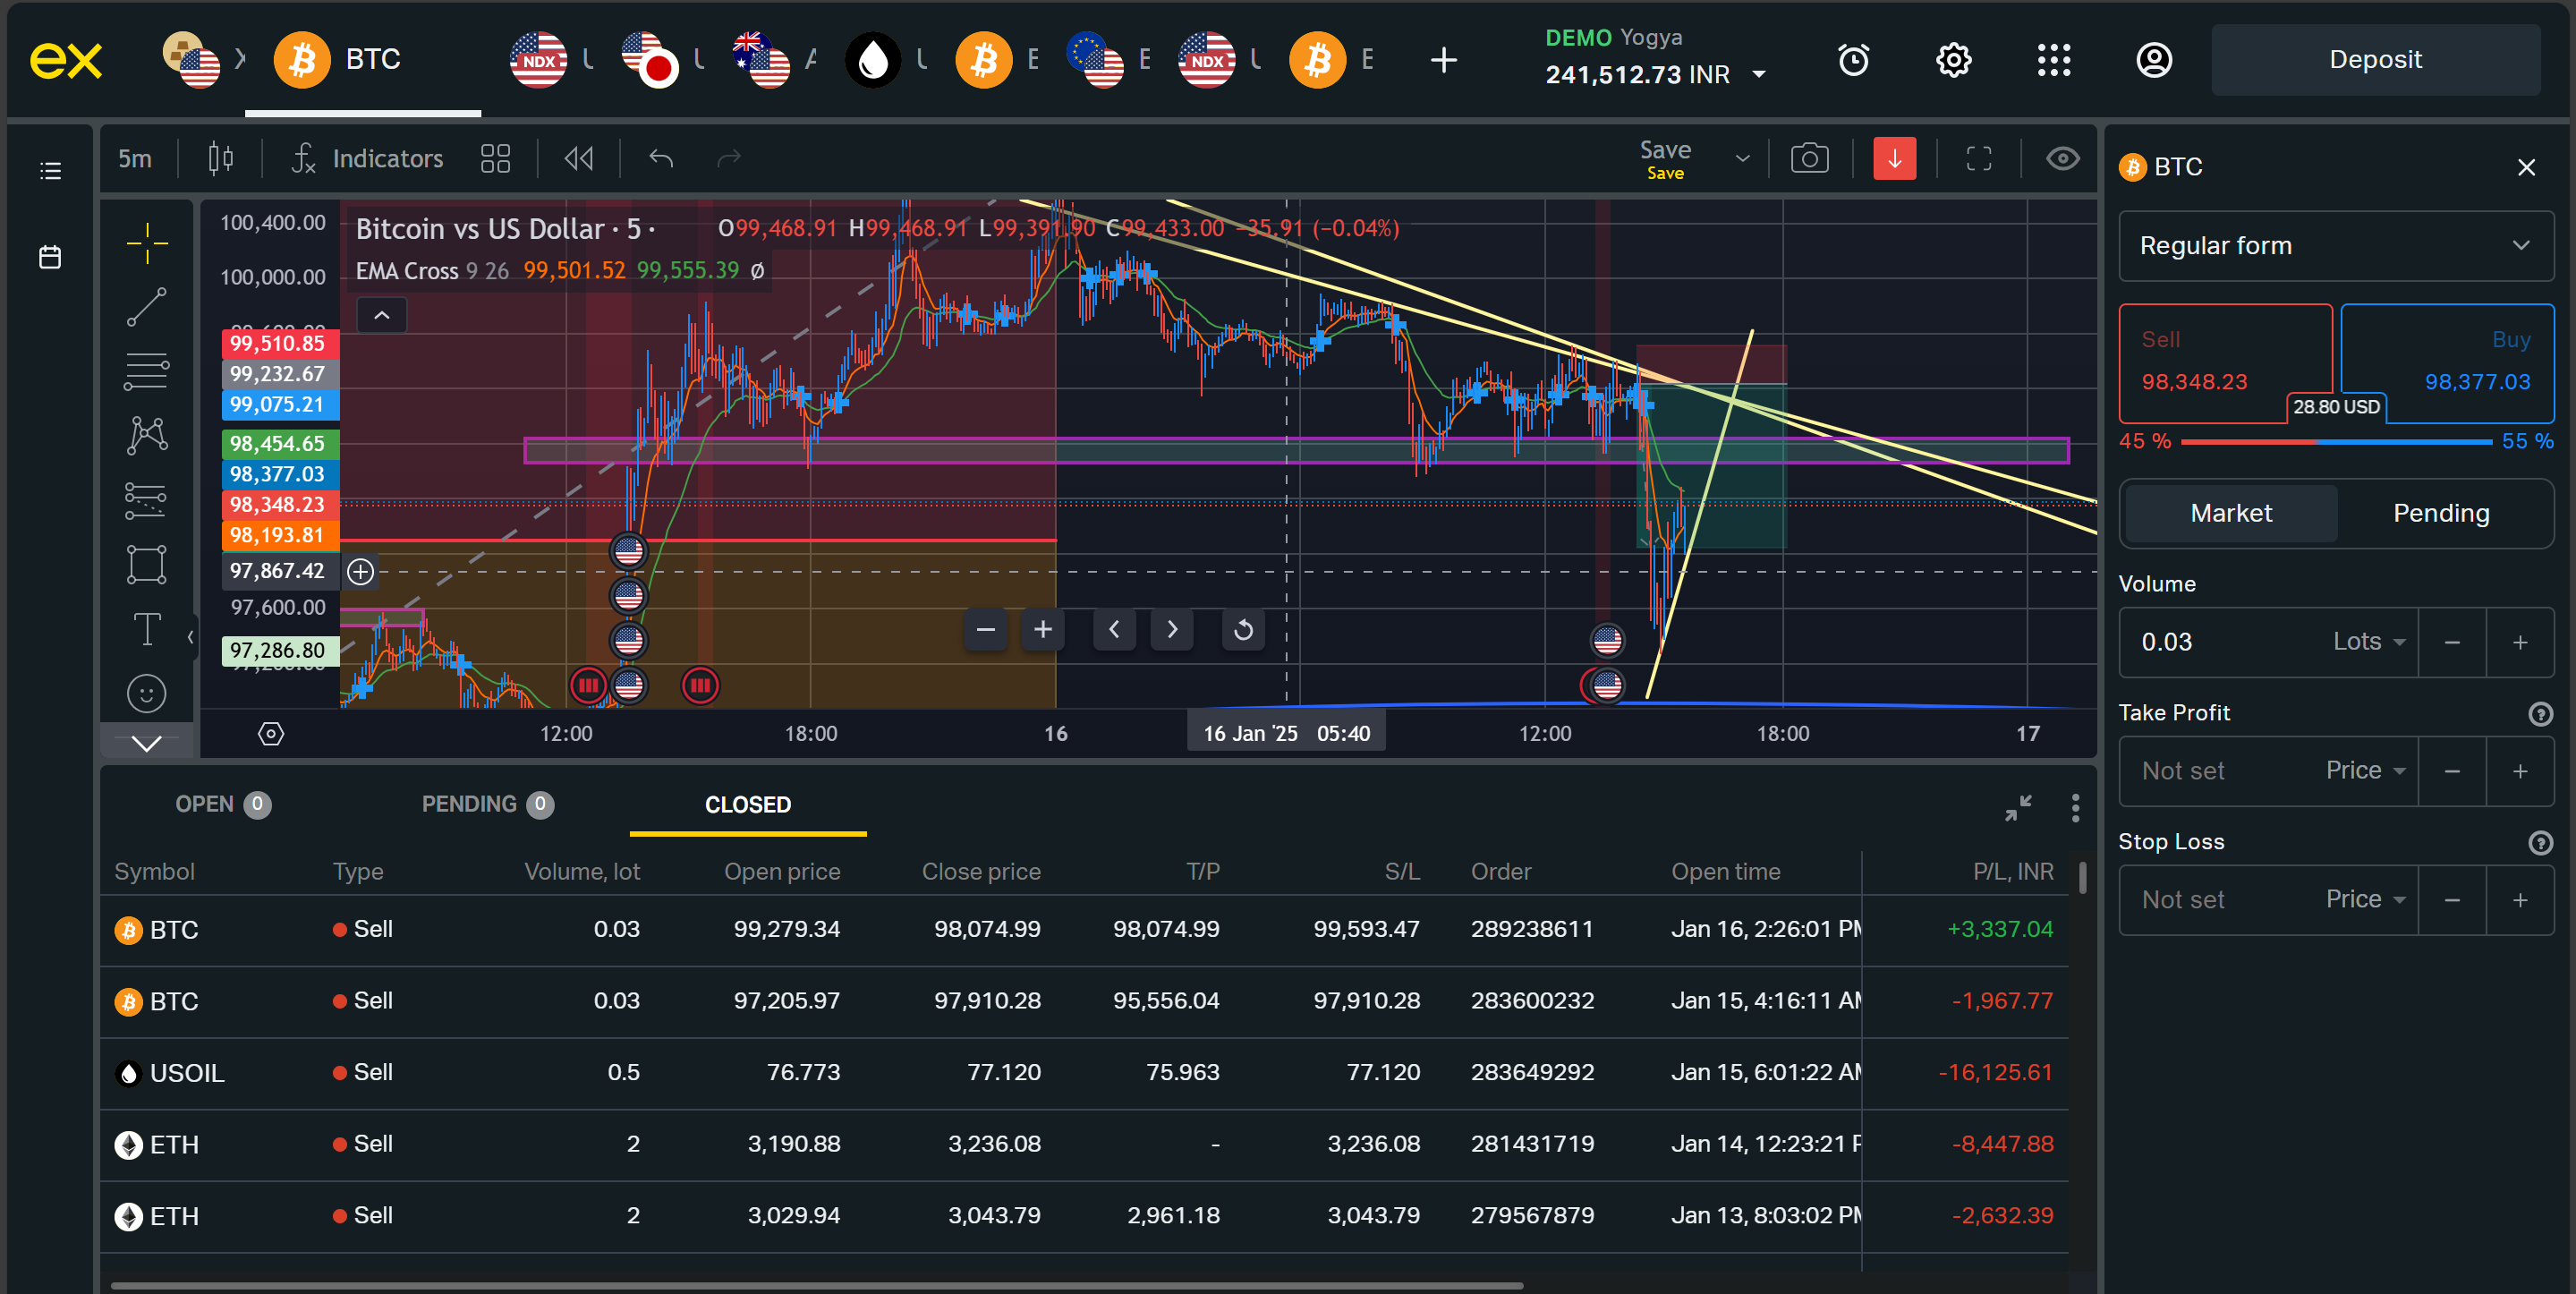 ex
BTC
NDX
NDX
DEMO Yogya
241,512.73 INR
Deposit
5m
Indicators
Save
Save
BTC
Regular form
Sell
98,348.23
Buy
98,377.03
28.80 USD
45 %
55 %
Market
Pending
Volume
0.03
Lots
Take Profit
Not set
Price
Stop Loss
Not set
Price
Bitcoin vs US Dollar · 5 ·
O99,468.91 H99,468.91 L99,391.90 C99,433.00 −35.91 (−0.04%)
EMA Cross 9 26 99,501.52 99,555.39 Ø
100,400.00
100,000.00
99,510.85
99,232.67
99,075.21
98,454.65
98,377.03
98,348.23
98,193.81
97,867.42
97,600.00
97,286.80
12:00
18:00
16
16 Jan '25 05:40
12:00
18:00
17
OPEN 0
PENDING 0
CLOSED
Symbol Type Volume, lot Open price Close price T/P S/L Order Open time P/L, INR
BTC Sell 0.03 99,279.34 98,074.99 98,074.99 99,593.47 289238611 Jan 16, 2:26:01 PM +3,337.04
BTC Sell 0.03 97,205.97 97,910.28 95,556.04 97,910.28 283600232 Jan 15, 4:16:11 AM -1,967.77
USOIL Sell 0.5 76.773 77.120 75.963 77.120 283649292 Jan 15, 6:01:22 AM -16,125.61
ETH Sell 2 3,190.88 3,236.08 - 3,236.08 281431719 Jan 14, 12:23:21 -8,447.88
ETH Sell 2 3,029.94 3,043.79 2,961.18 3,043.79 279567879 Jan 13, 8:03:02 PM -2,632.39